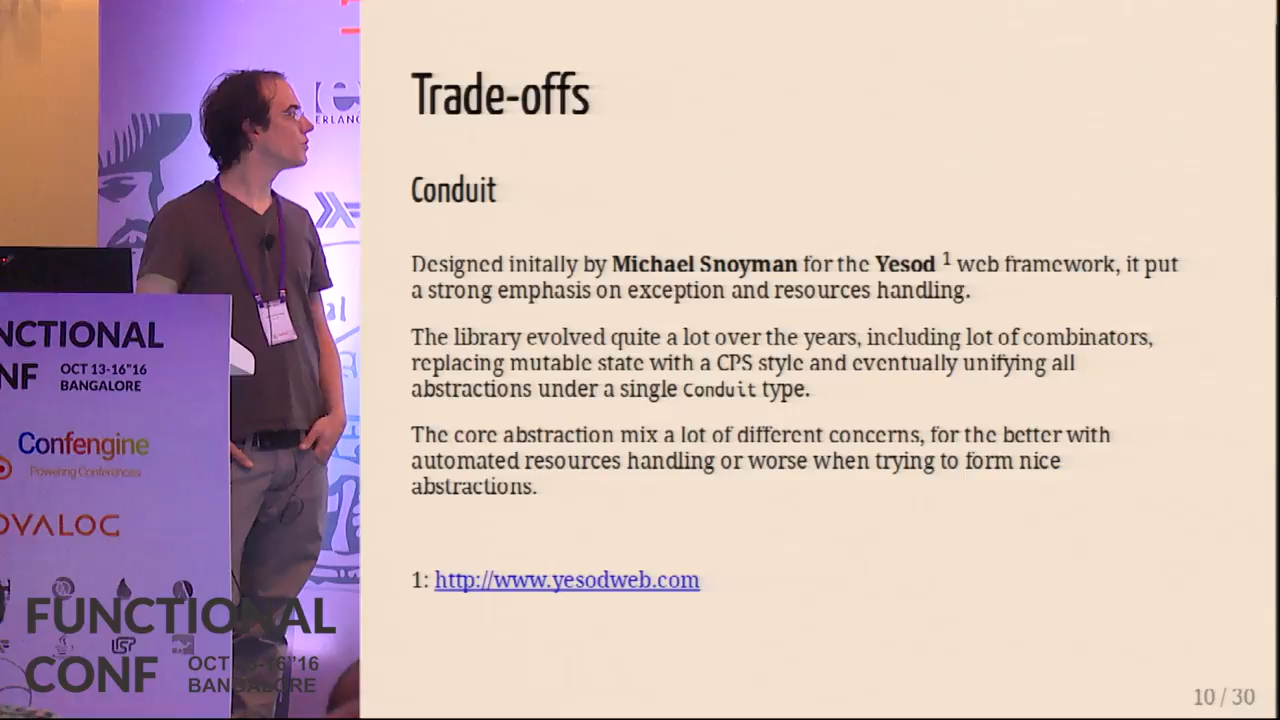 Trade-offs
Conduit
Designed initally by Michael Snoyman for the Yesod 1 web framework, it put
a strong emphasis on exception and resources handling.
The library evolved quite a lot over the years, including lot of combinators,
replacing mutable state with a CPS style and eventually unifying all
abstractions under a single Conduit type.
The core abstraction mix a lot of different concerns, for the better with
automated resources handling or worse when trying to form nice
abstractions.
1: http://www.yesodweb.com
10 / 30
ERLANG
NCTIONAL
NF
OCT 13-16"16
BANGALORE
Confengine
Powering Conferences
OVALOG
FUNCTIONAL
CONF
OCT 13-16"16
BANGALORE